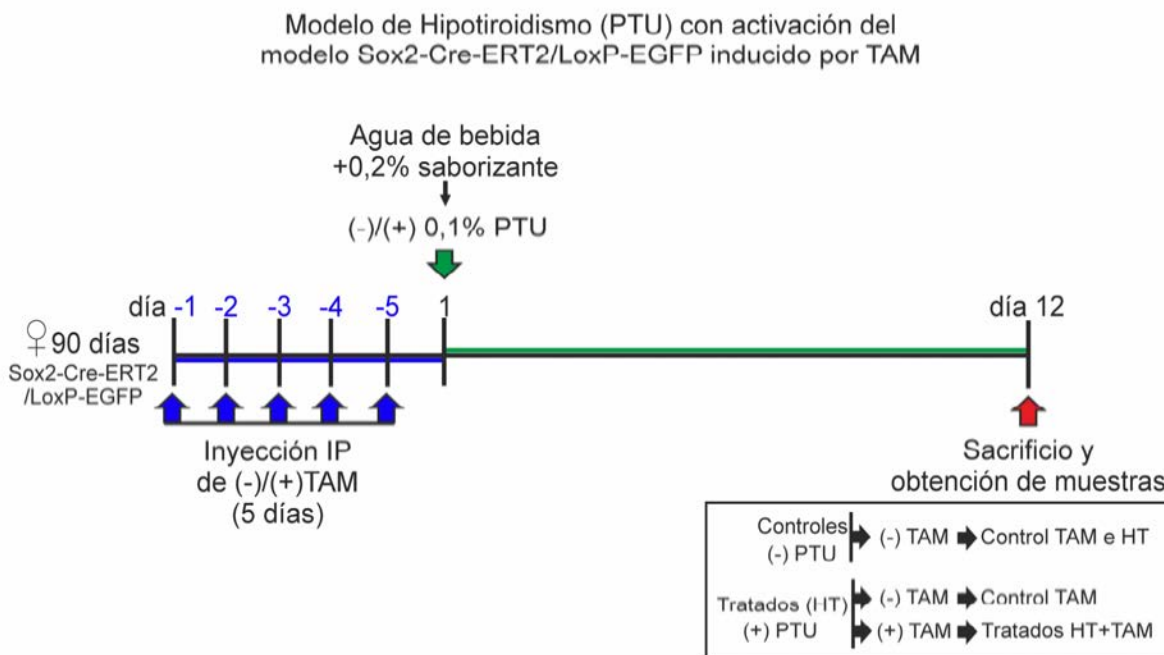 Modelo de Hipotiroidismo (PTU) con activación del
modelo Sox2-Cre-ERT2/LoxP-EGFP inducido por TAM
Agua de bebida
+0,2% saborizante
(-)/(+) 0,1% PTU
día -1 -2 -3 -4 -5 1 día 12
♀ 90 días
Sox2-Cre-ERT2
/LoxP-EGFP
Inyección IP
de (-)/(+)TAM
(5 días)
Sacrificio y
obtención de muestras
Controles
(-) PTU
(-) TAM Control TAM e HT
Tratados (HT)
(+) PTU
(-) TAM Control TAM
(+) TAM Tratados HT+TAM